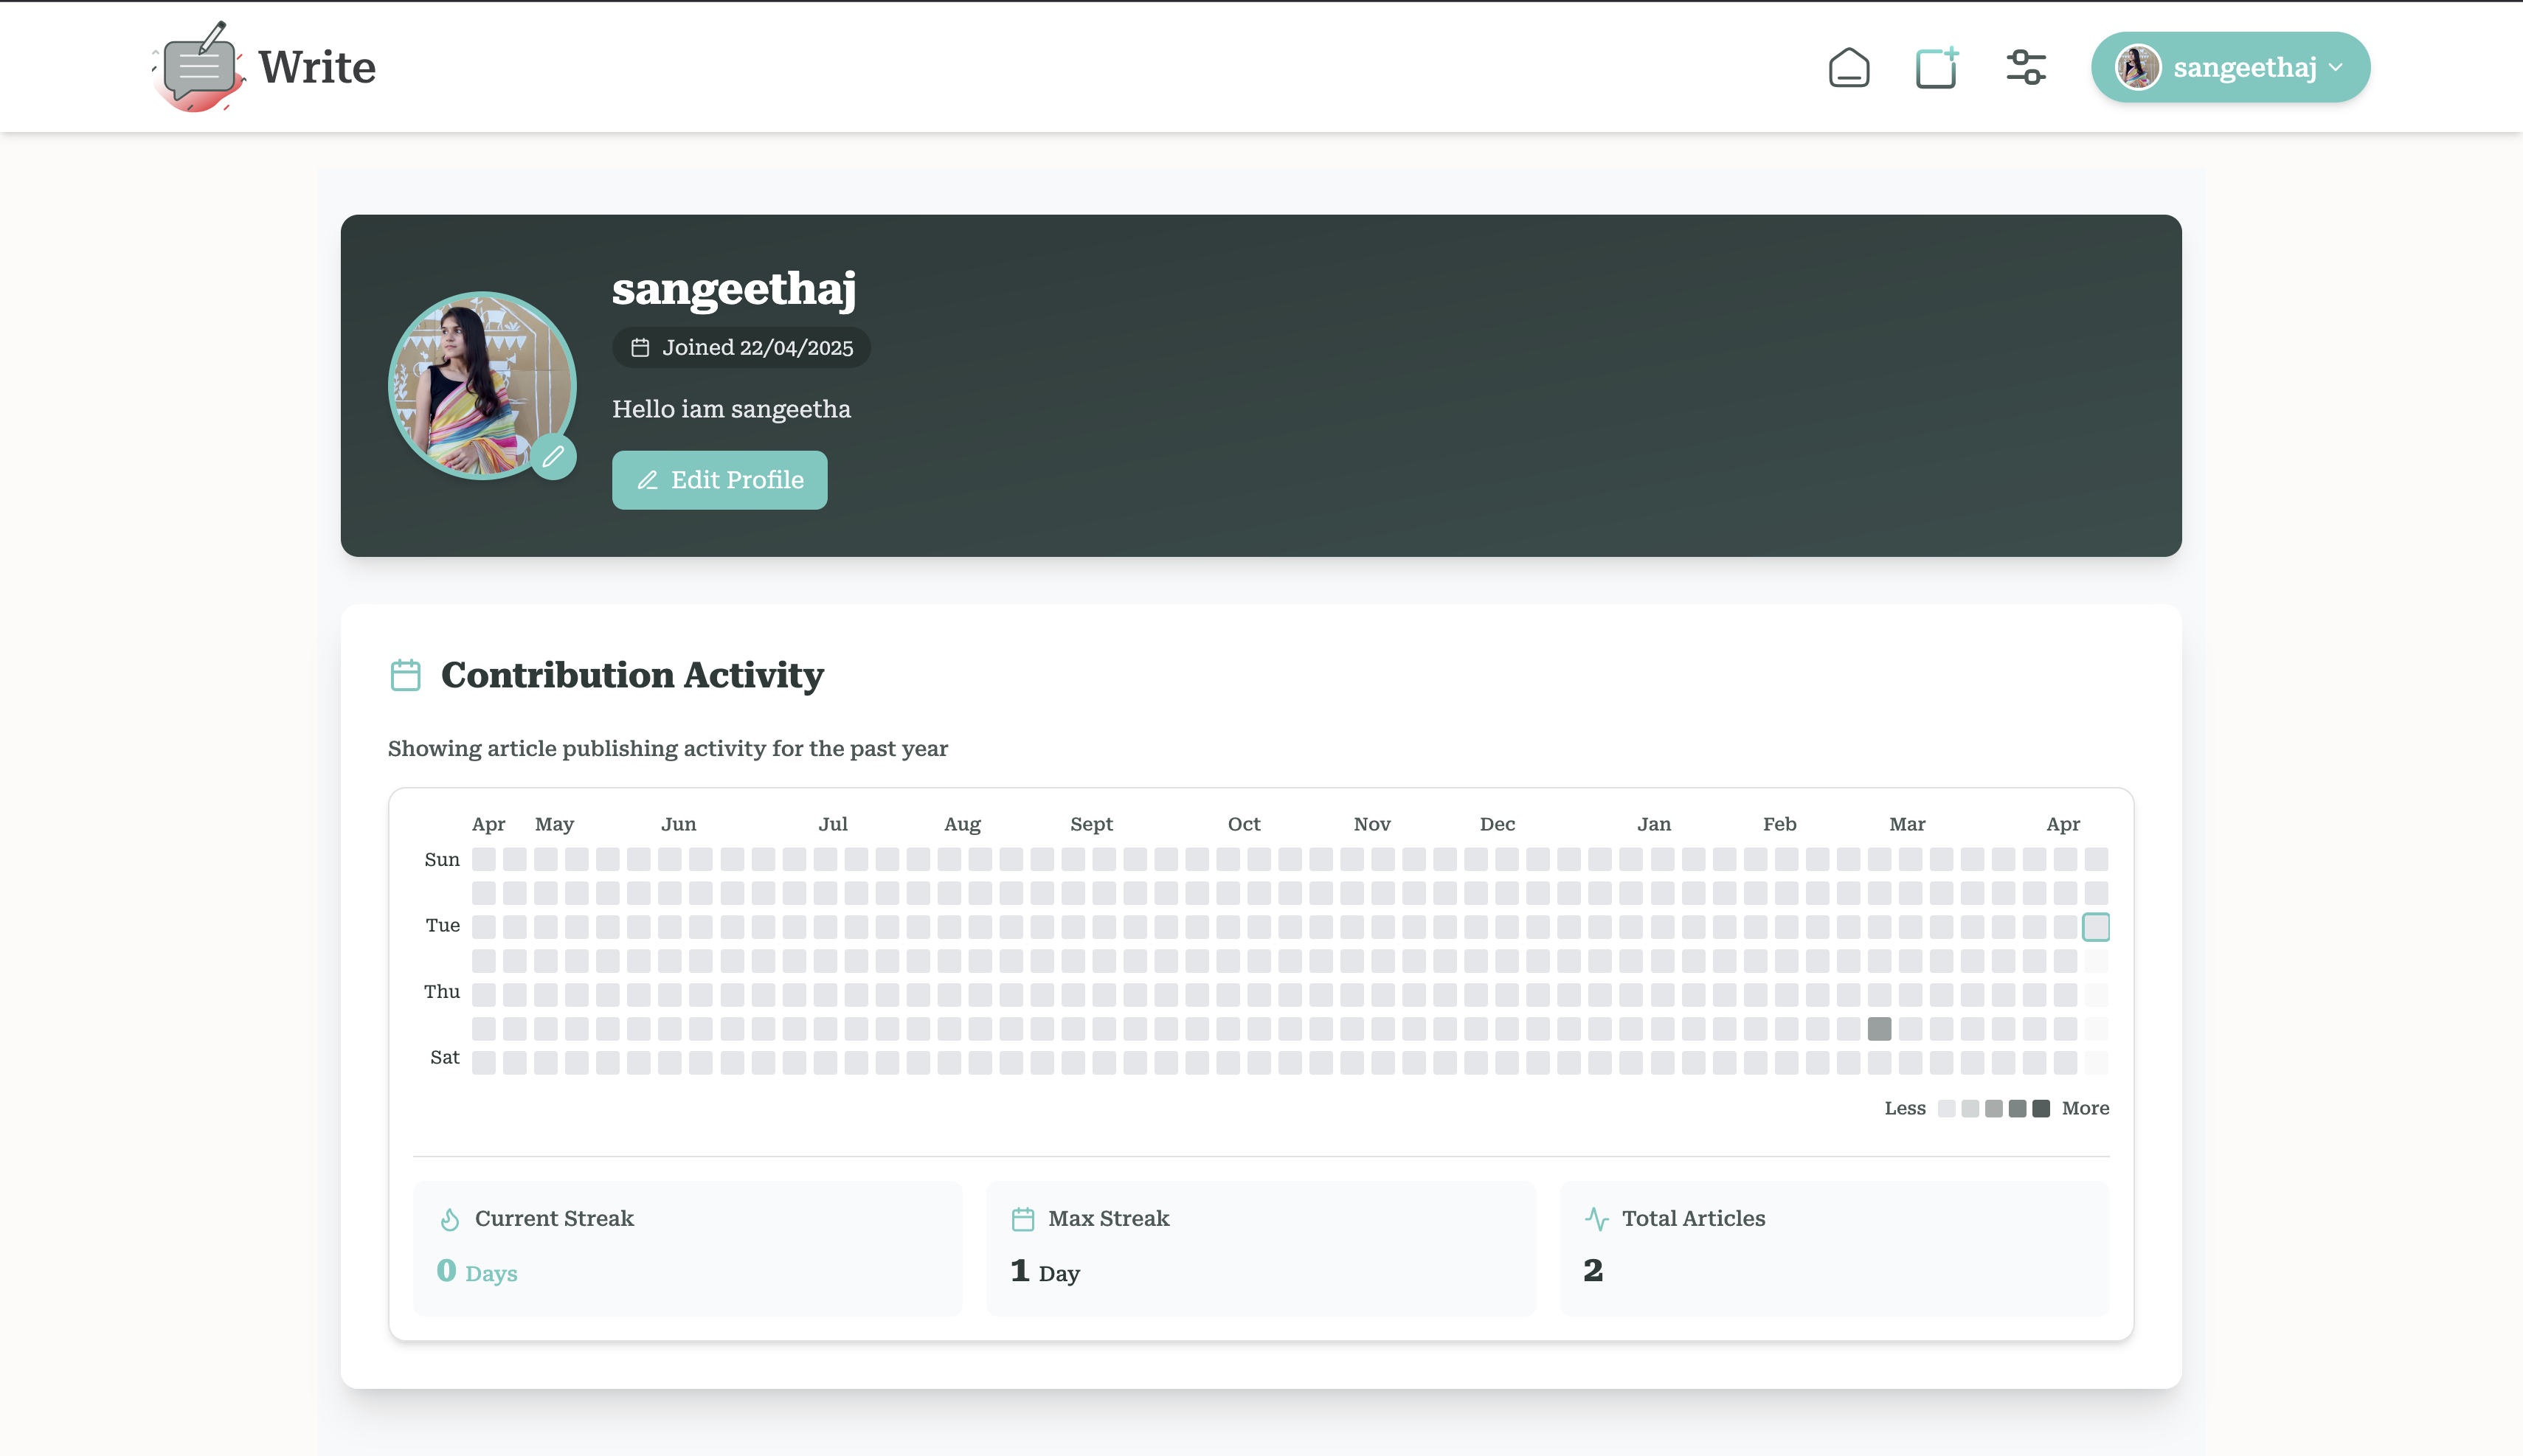 Write
sangeethaj
sangeethaj
Joined 22/04/2025
Hello iam sangeetha
Edit Profile
Contribution Activity
Showing article publishing activity for the past year
Apr May Jun Jul Aug Sept Oct Nov Dec Jan Feb Mar Apr
Sun
Tue
Thu
Sat
Less More
Current Streak
0 Days
Max Streak
1 Day
Total Articles
2